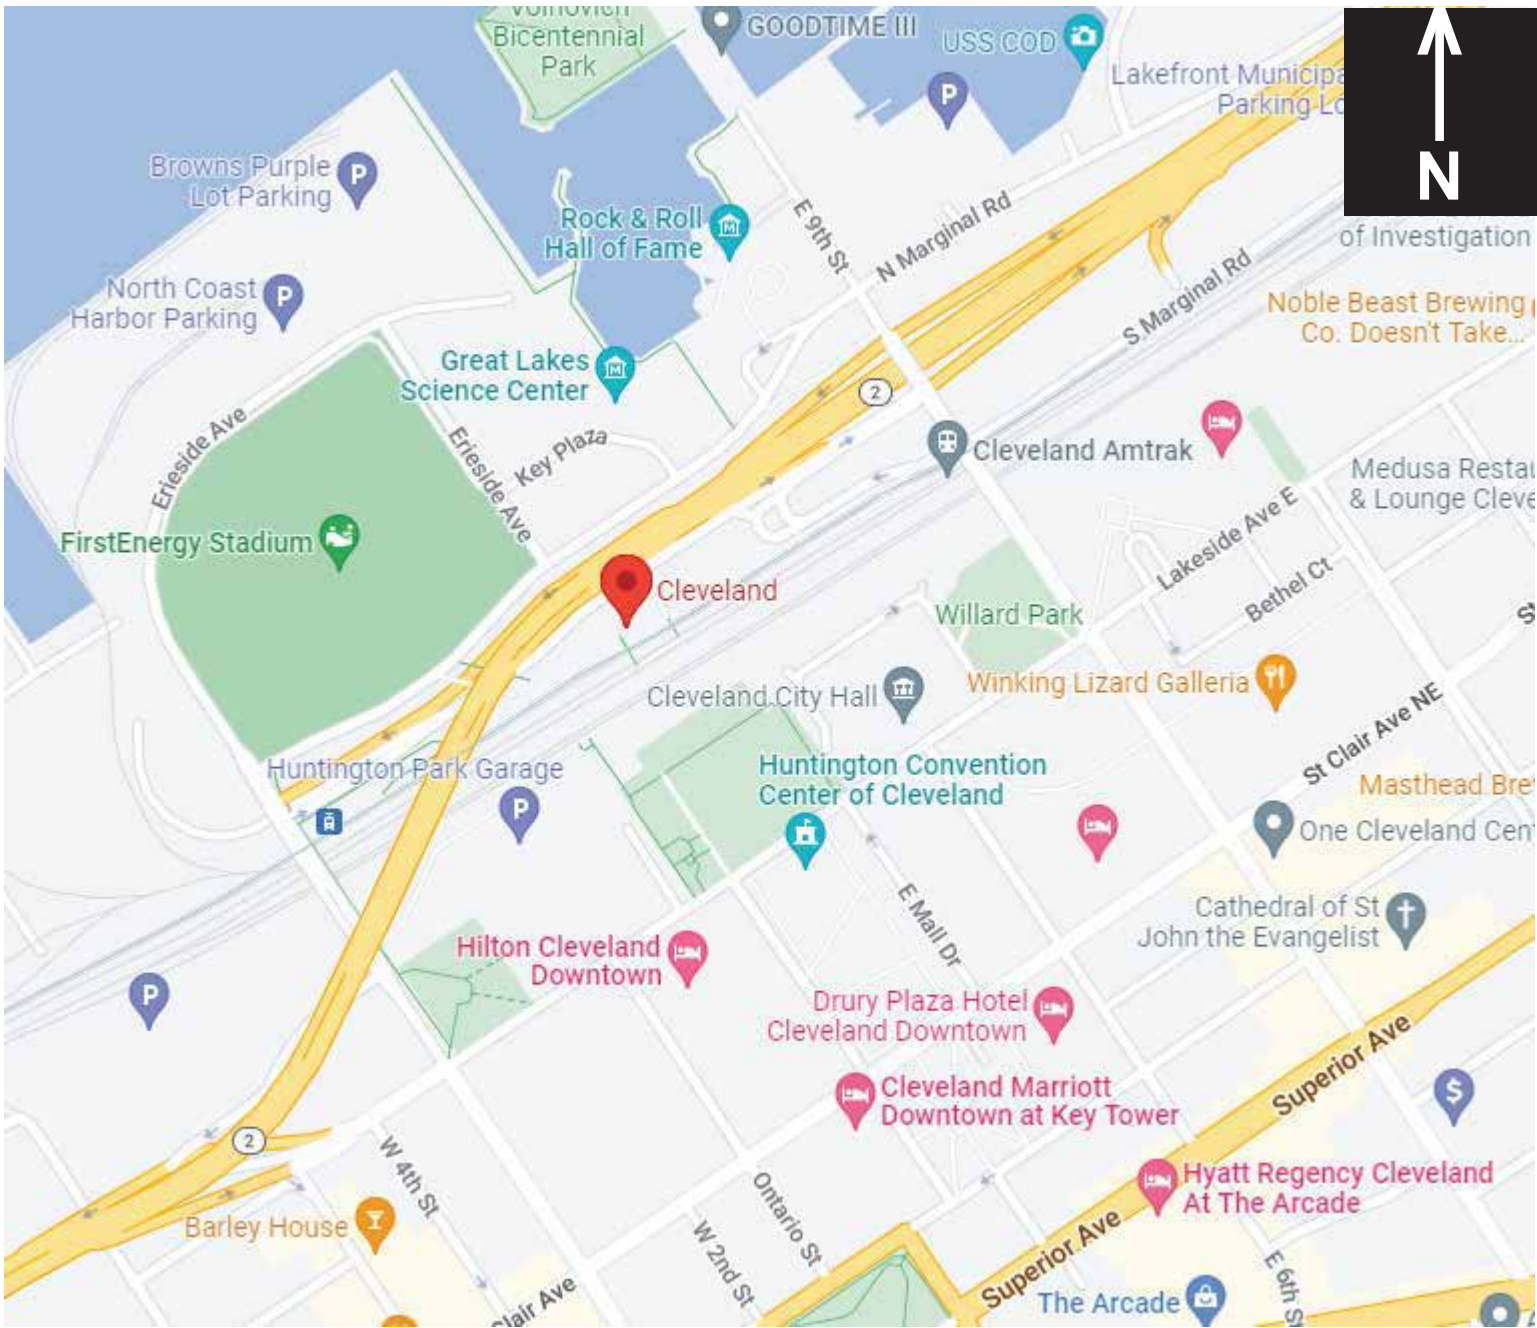 Voinovich
Bicentennial
Park
GOODTIME III
USS COD
P
Lakefront Municipa
Parking Lo
N
Browns Purple
Lot Parking
P
Rock & Roll
Hall of Fame
E 9th St
N Marginal Rd
of Investigation
S Marginal Rd
North Coast
Harbor Parking
P
Noble Beast Brewing
Co. Doesn't Take...
Great Lakes
Science Center
2
Erieside Ave
Erieside Ave
Key Plaza
Cleveland Amtrak
Medusa Restau
& Lounge Cleve
Lakeside Ave E
FirstEnergy Stadium
Cleveland
Bethel Ct
Willard Park
St
Cleveland City Hall
Winking Lizard Galleria
St Clair Ave NE
Huntington Park Garage
P
Huntington Convention
Center of Cleveland
Masthead Bre
One Cleveland Cent
E Mall Dr
Cathedral of St
John the Evangelist
Hilton Cleveland
Downtown
P
Drury Plaza Hotel
Cleveland Downtown
Superior Ave
Cleveland Marriott
Downtown at Key Tower
$
2
W 4th St
Ontario St
Hyatt Regency Cleveland
At The Arcade
Barley House
W 2nd St
Superior Ave
E 6th St
Clair Ave
The Arcade